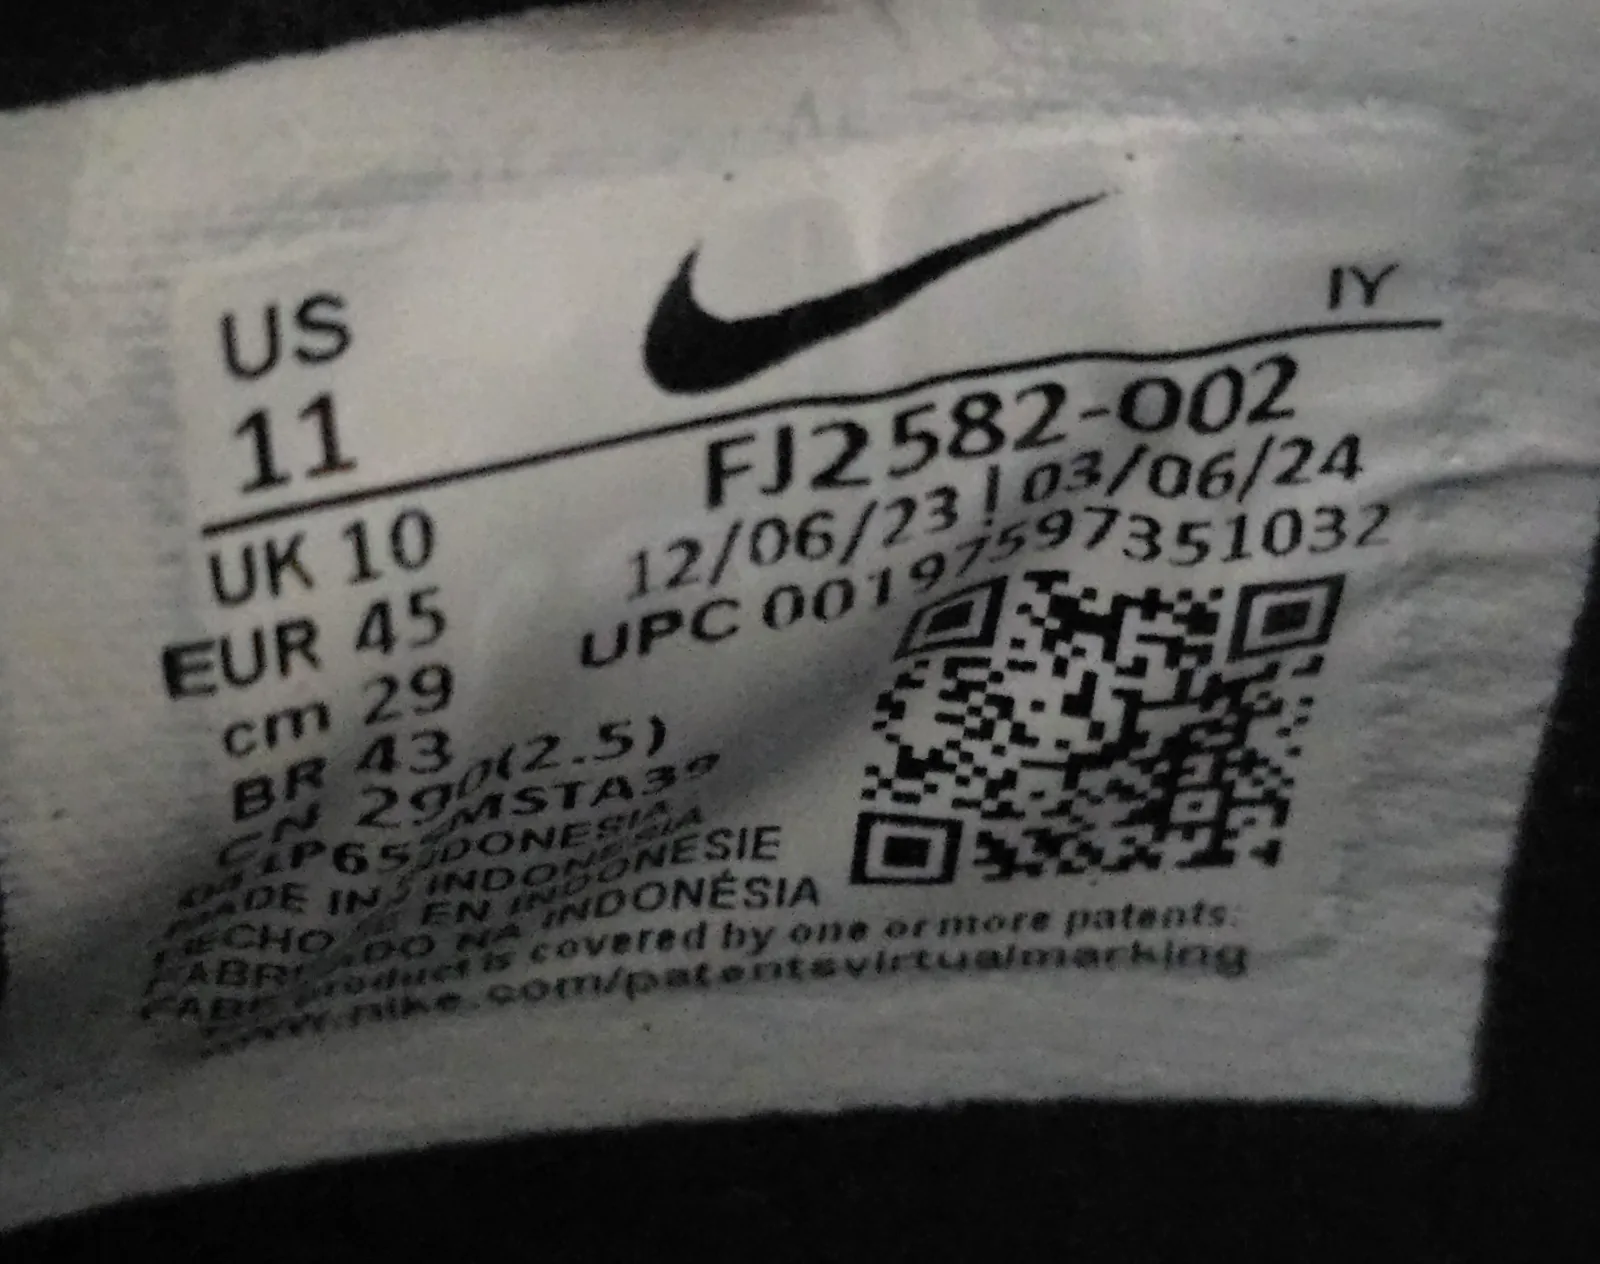 US
11
IY
FJ2582-002
12/06/23 | 03/06/24
UPC 00197597351032
UK 10
EUR 45
cm 29
BR 43
CN 290(2.5)
MSTA39
MADE IN INDONESIA
HECHO INDONESIA
EN INDONÉSIE
NA INDONÉSIA
product is covered by one or more patents.
www.nike.com/patentsvirtualmarking